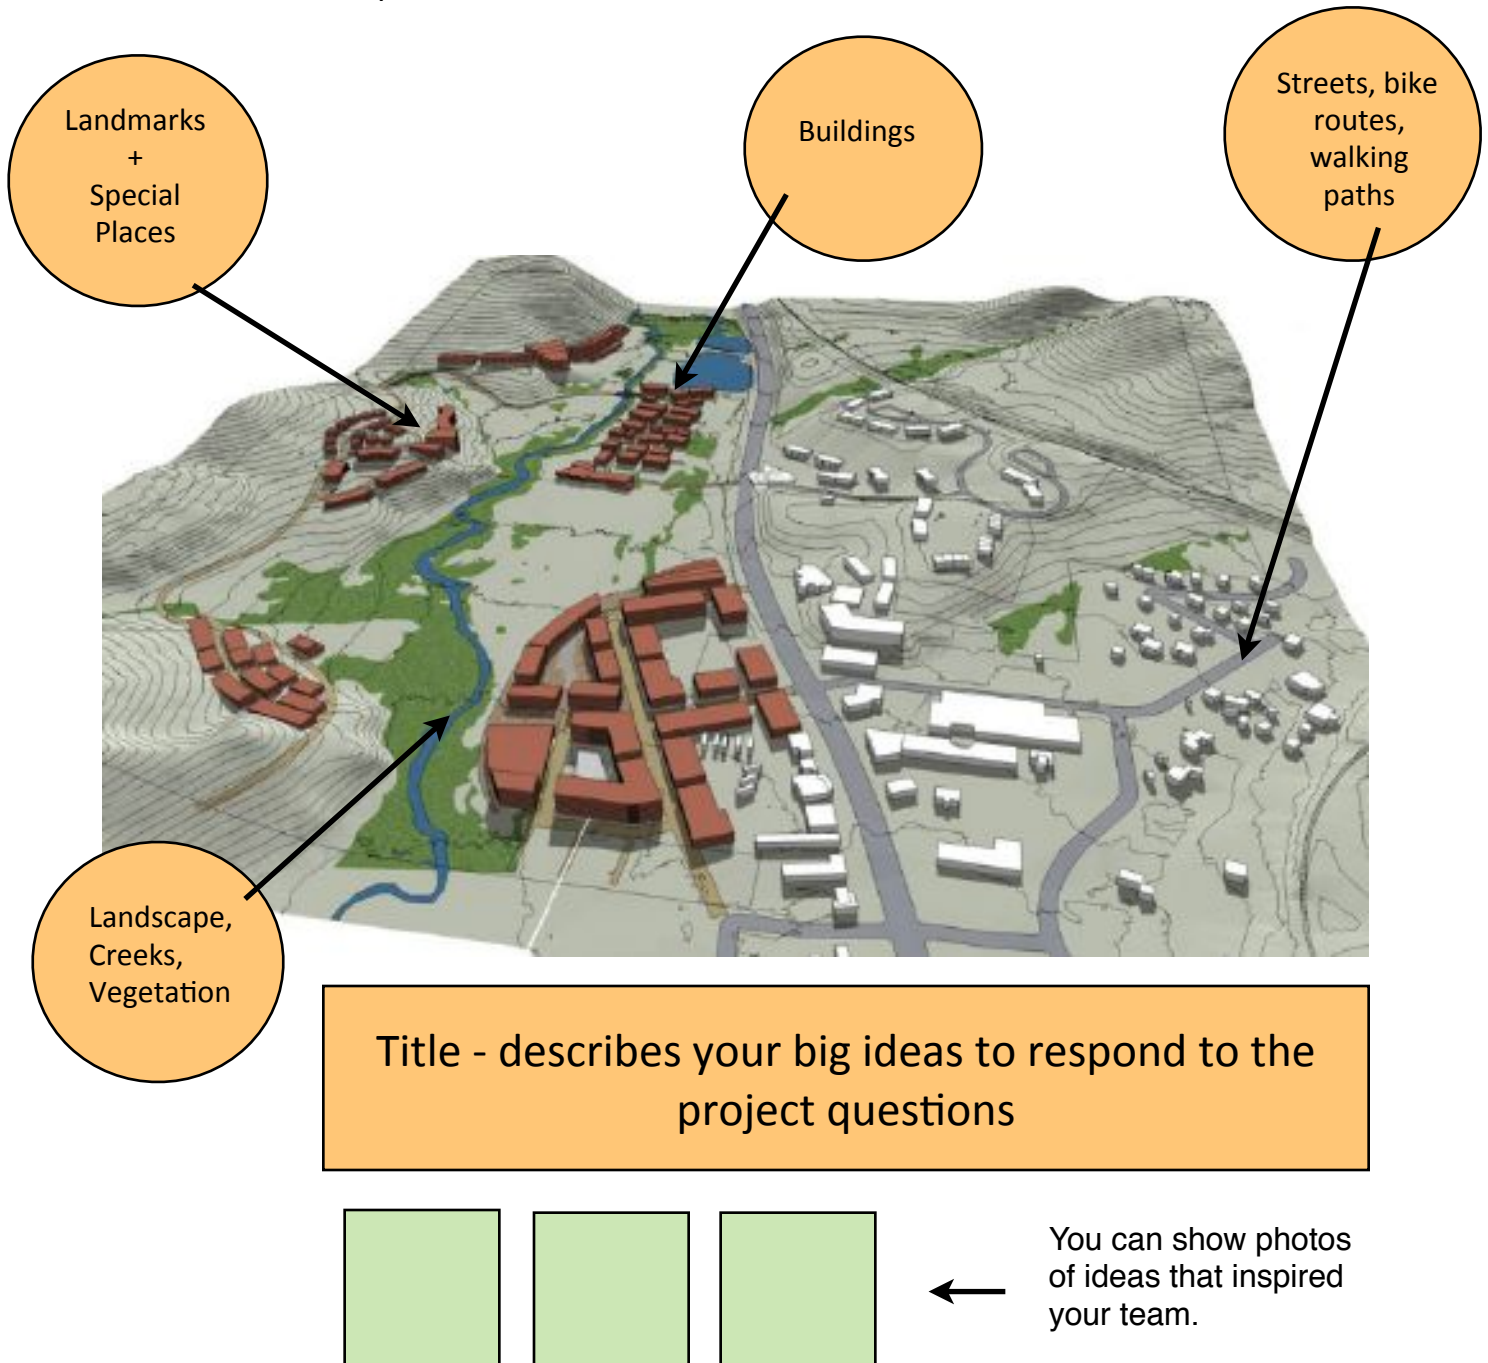 Landmarks
+
Special
Places
Buildings
Streets, bike
routes,
walking
paths
Landscape,
Creeks,
Vegetation
Title - describes your big ideas to respond to the
project questions
You can show photos
of ideas that inspired
your team.